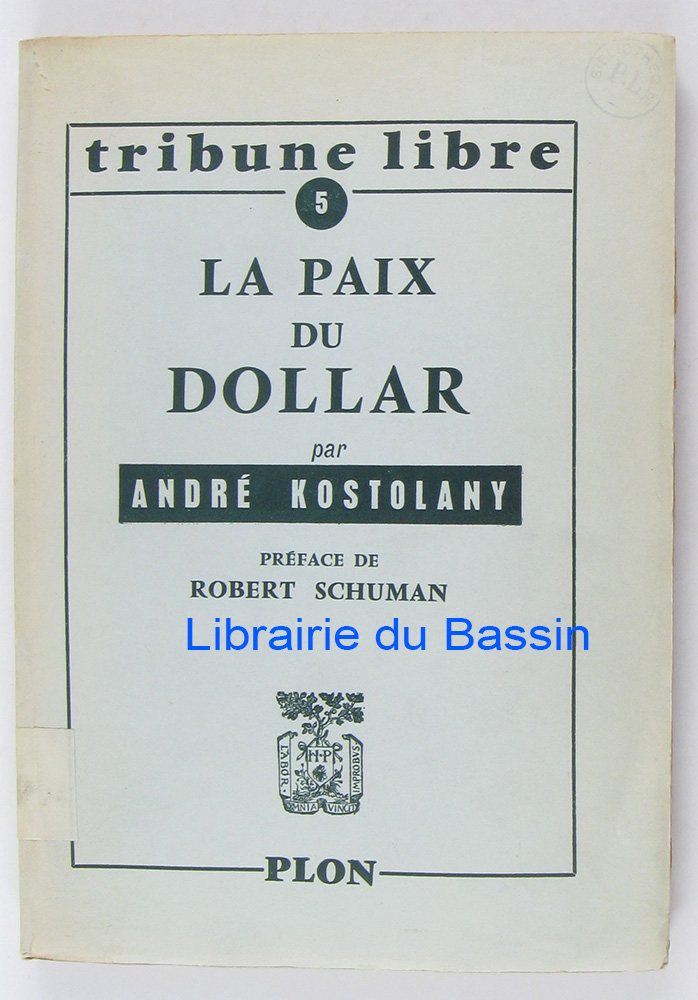 tribune libre
5
LA PAIX
DU
DOLLAR
par
ANDRÉ KOSTOLANY
PRÉFACE DE
ROBERT SCHUMAN
Librairie du Bassin
LABOR
H·P
IMPROBVS
OMNIA VINCIT
PLON